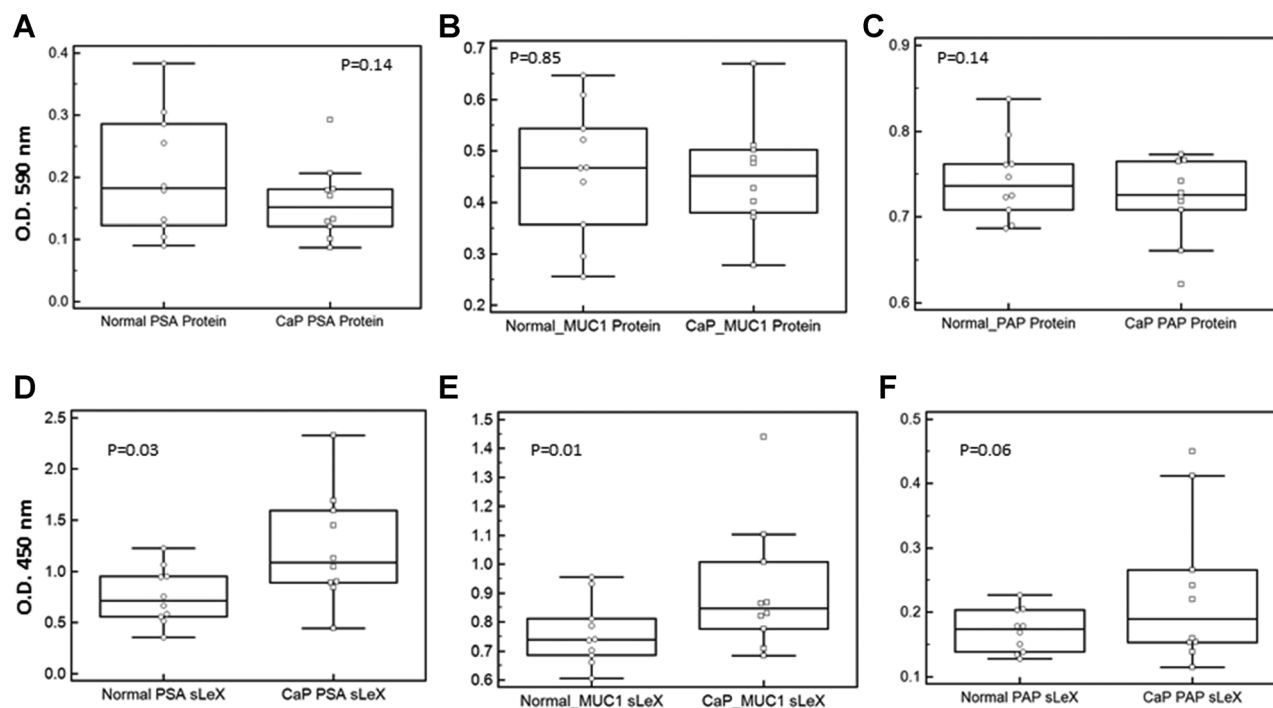 A
O.D. 590 nm
0.4
0.3
0.2
0.1
0.0
P=0.14
Normal PSA Protein
CaP PSA Protein
B
0.7
0.6
0.5
0.4
0.3
0.2
P=0.85
Normal_MUC1 Protein
CaP_MUC1 Protein
C
0.9
0.8
0.7
0.6
P=0.14
Normal_PAP Protein
CaP PAP Protein
D
O.D. 450 nm
2.5
2.0
1.5
1.0
0.5
0.0
P=0.03
Normal PSA sLeX
CaP PSA sLeX
E
1.5
1.4
1.3
1.2
1.1
1.0
0.9
0.8
0.7
0.6
P=0.01
Normal_MUC1 sLeX
CaP_MUC1 sLeX
F
0.5
0.4
0.3
0.2
0.1
P=0.06
Normal PAP sLeX
CaP PAP sLeX